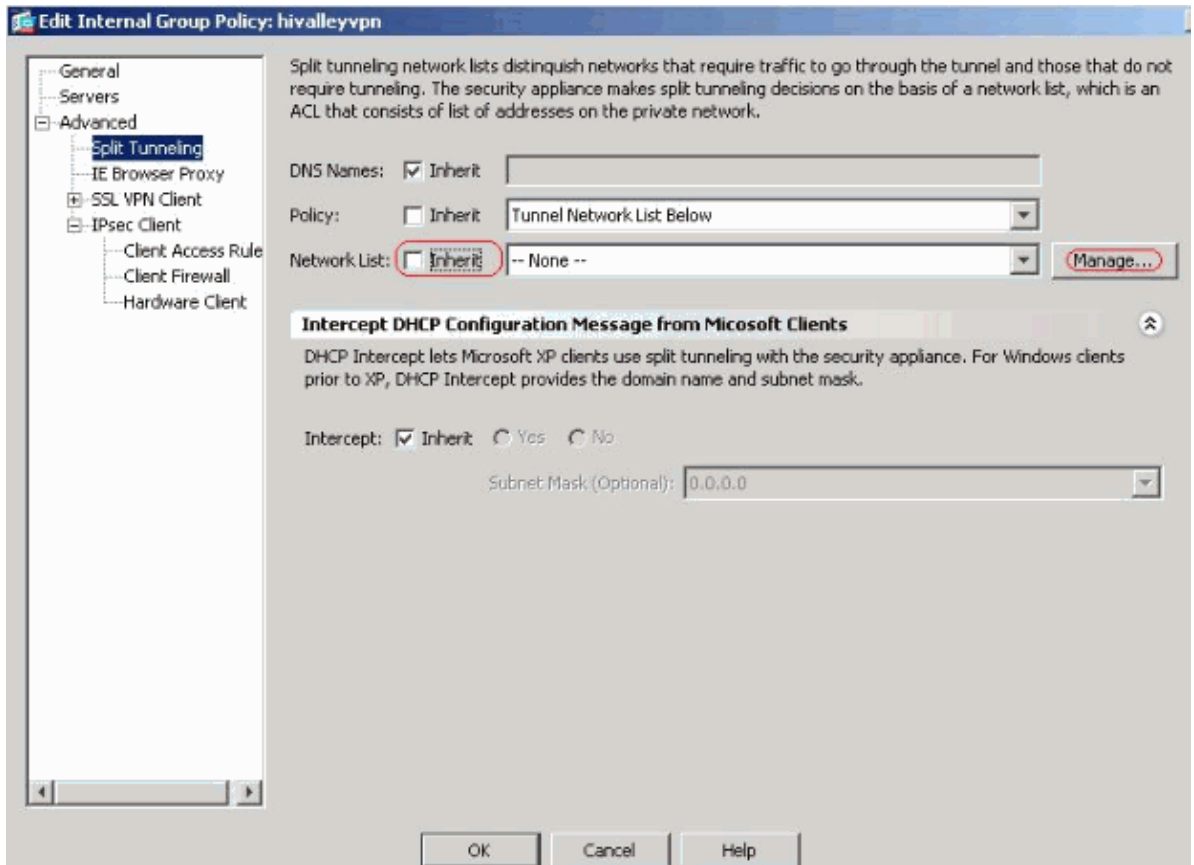 Edit Internal Group Policy: hivalleyvpn
General
Servers
Advanced
Split Tunneling
IE Browser Proxy
SSL VPN Client
IPsec Client
Client Access Rule
Client Firewall
Hardware Client
Split tunneling network lists distinguish networks that require traffic to go through the tunnel and those that do not
require tunneling. The security appliance makes split tunneling decisions on the basis of a network list, which is an
ACL that consists of list of addresses on the private network.
DNS Names: Inherit
Policy: Inherit Tunnel Network List Below
Network List: Inherit -- None -- Manage...
Intercept DHCP Configuration Message from Micosoft Clients
DHCP Intercept lets Microsoft XP clients use split tunneling with the security appliance. For Windows clients
prior to XP, DHCP Intercept provides the domain name and subnet mask.
Intercept: Inherit Yes No
Subnet Mask (Optional): 0.0.0.0
OK Cancel Help